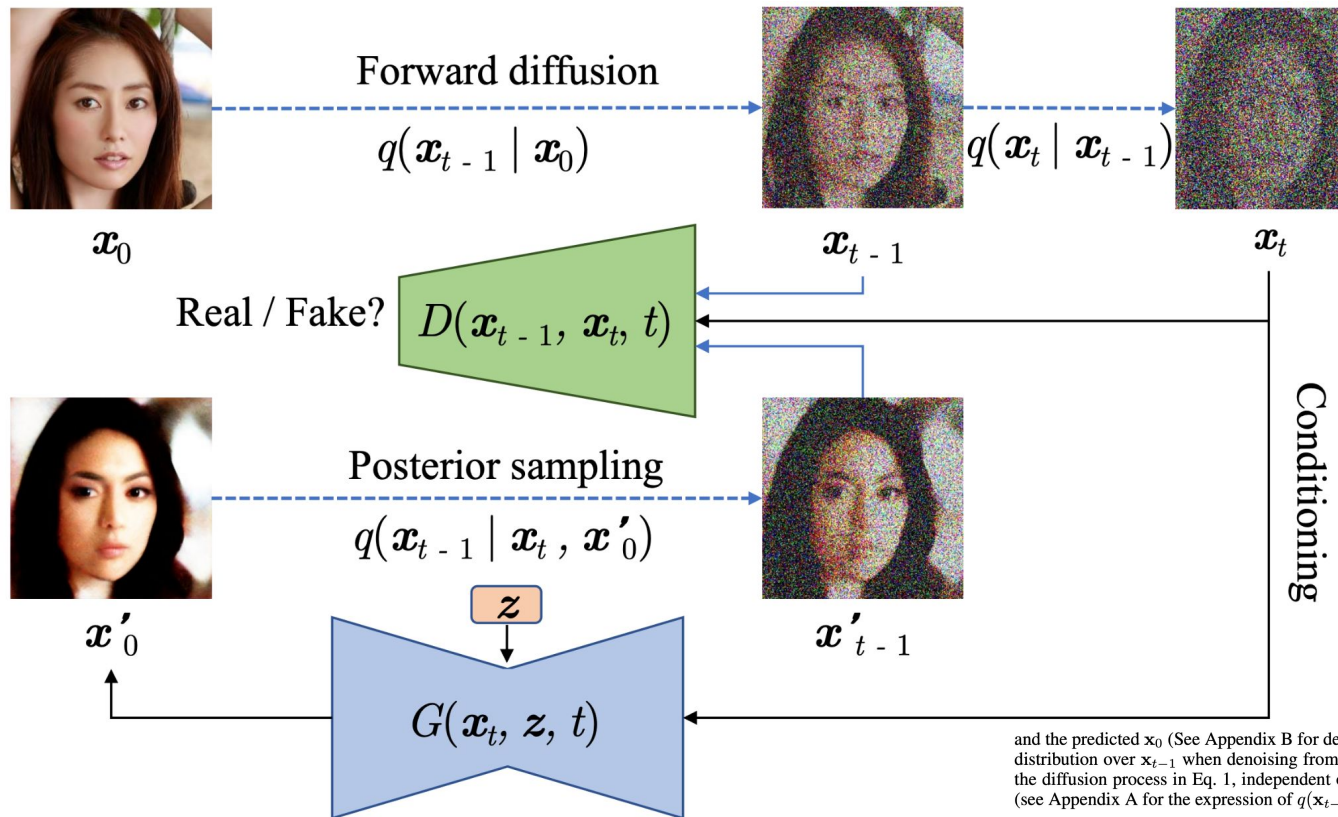 Forward diffusion
q(x_{t - 1} | x_0)
q(x_t | x_{t-1})
x_0
x_{t - 1}
x_t
Real / Fake?
D(x_{t - 1}, x_t, t)
Conditioning
Posterior sampling
q(x_{t - 1} | x_t , x'_0)
z
x'_0
x'_{t - 1}
G(x_t, z, t)
and the predicted x_0 (See Appendix B for
distribution over x_{t−1} when denoising from
the diffusion process in Eq. 1, independent
(see Appendix A for the expression of q(x_{t−